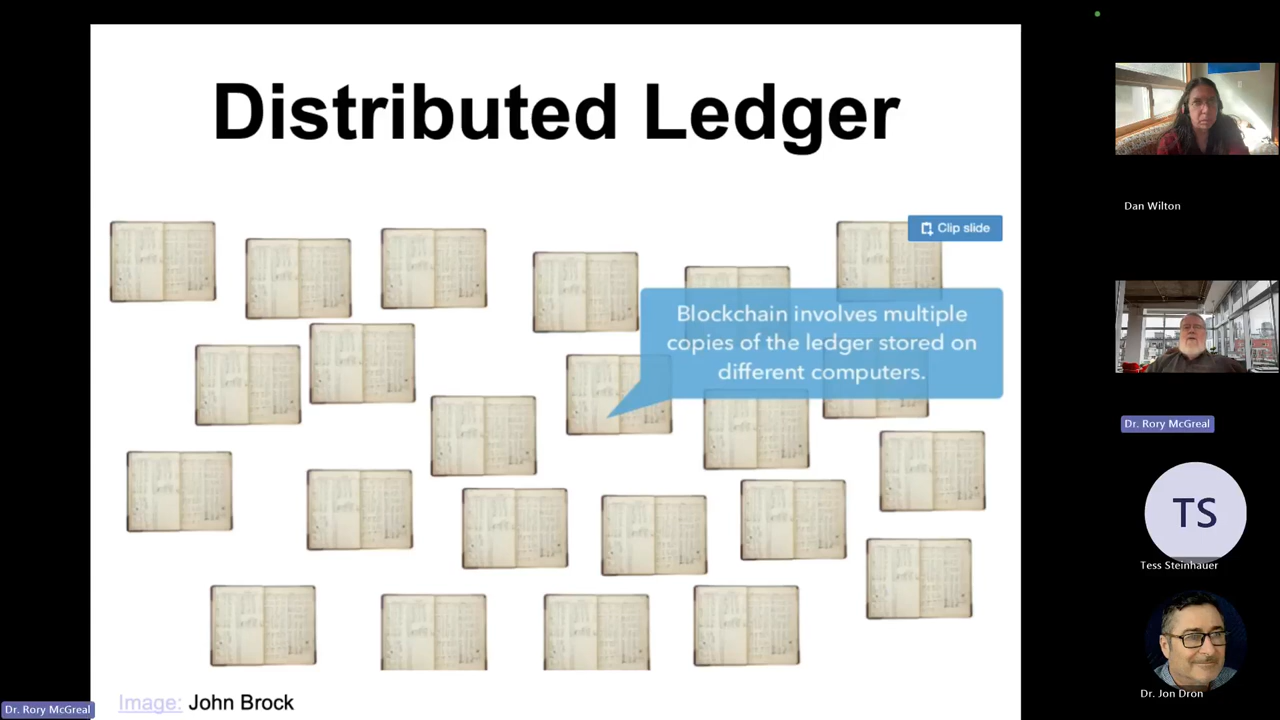 Distributed Ledger
Clip slide
Blockchain involves multiple
copies of the ledger stored on
different computers.
Image: John Brock
Dr. Rory McGreal
Dan Wilton
Dr. Rory McGreal
TS
Tess Steinhauer
Dr. Jon Dron